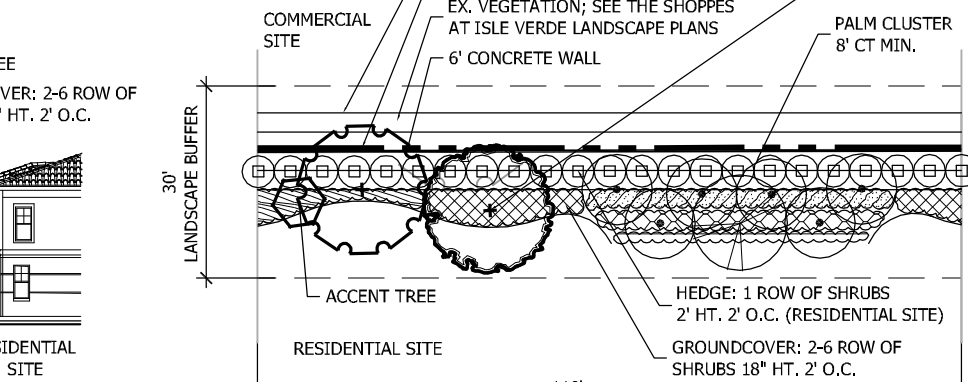 COMMERCIAL
SITE
EX. VEGETATION; SEE THE SHOPPES
AT ISLE VERDE LANDSCAPE PLANS
6' CONCRETE WALL
PALM CLUSTER
8' CT MIN.
VER: 2-6 ROW OF
HT. 2' O.C.
30'
LANDSCAPE BUFFER
ACCENT TREE
RESIDENTIAL SITE
HEDGE: 1 ROW OF SHRUBS
2' HT. 2' O.C. (RESIDENTIAL SITE)
GROUNDCOVER: 2-6 ROW OF
SHRUBS 18" HT. 2' O.C.
SIDENTIAL
SITE